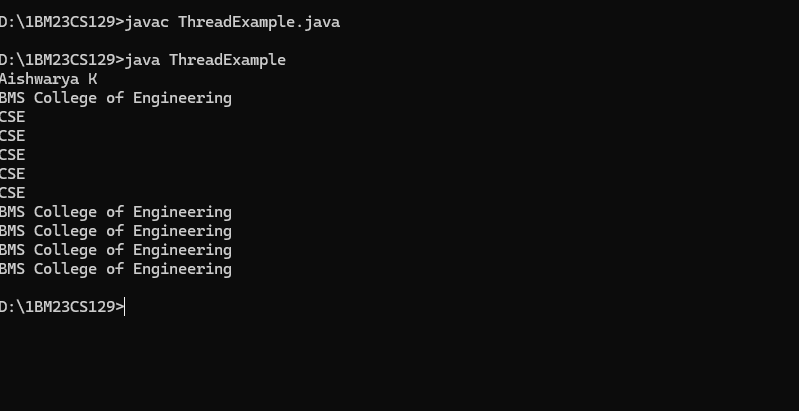 D:\1BM23CS129>javac ThreadExample.java
D:\1BM23CS129>java ThreadExample
Aishwarya K
BMS College of Engineering
CSE
CSE
CSE
CSE
CSE
BMS College of Engineering
BMS College of Engineering
BMS College of Engineering
BMS College of Engineering
D:\1BM23CS129>